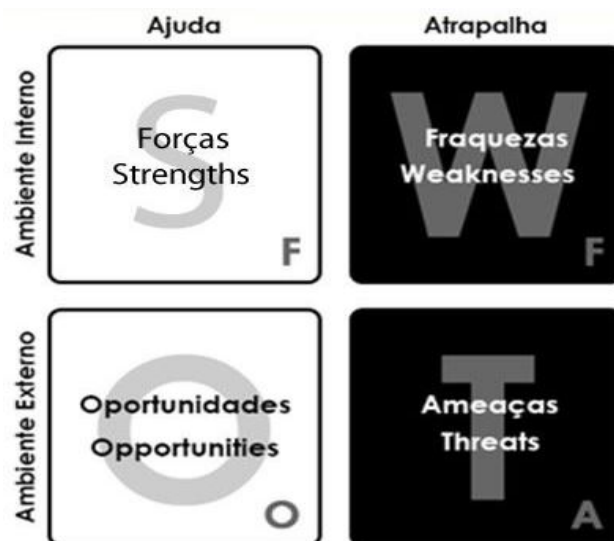 Ajuda
Atrapalha
Ambiente Interno
S
Forças
Strengths
F
W
Fraquezas
Weaknesses
F
Ambiente Externo
O
Oportunidades
Opportunities
O
T
Ameaças
Threats
A